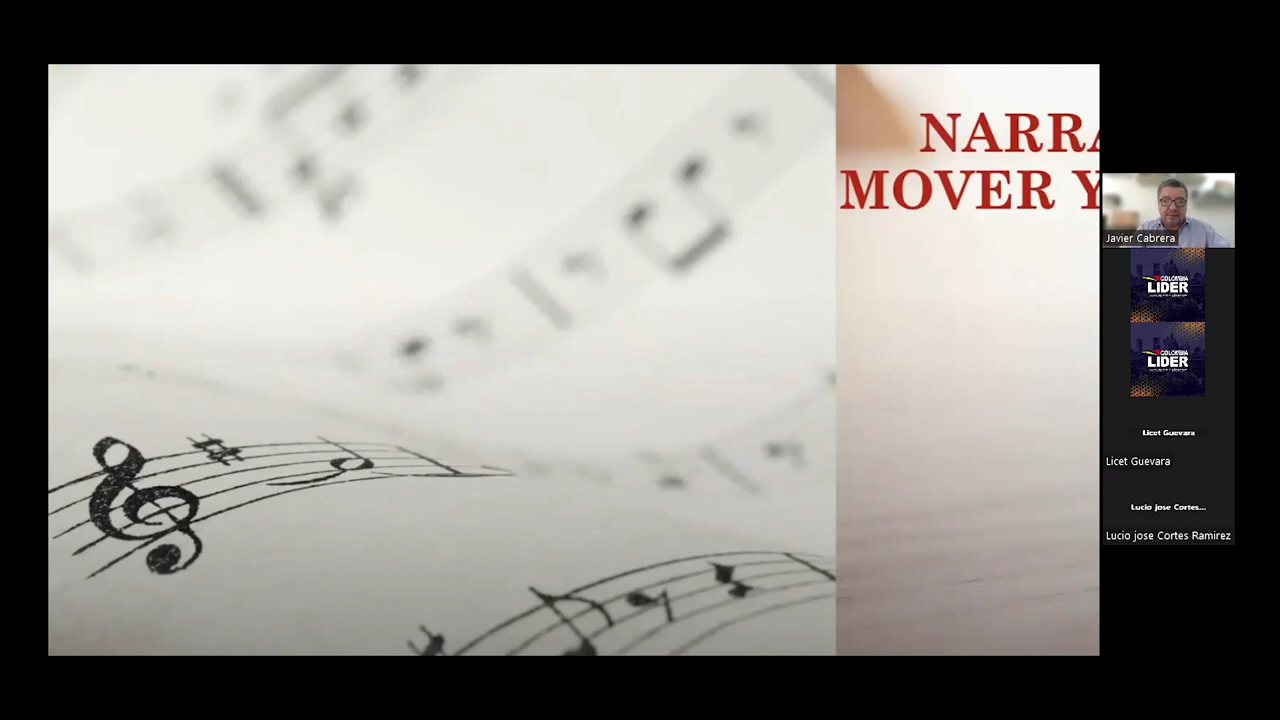 NARRA
MOVER Y
Javier Cabrera
COLOMBIA
LIDER
COLOMBIA
LIDER
Licet Guevara
Licet Guevara
Lucio jose Cortes...
Lucio jose Cortes Ramirez